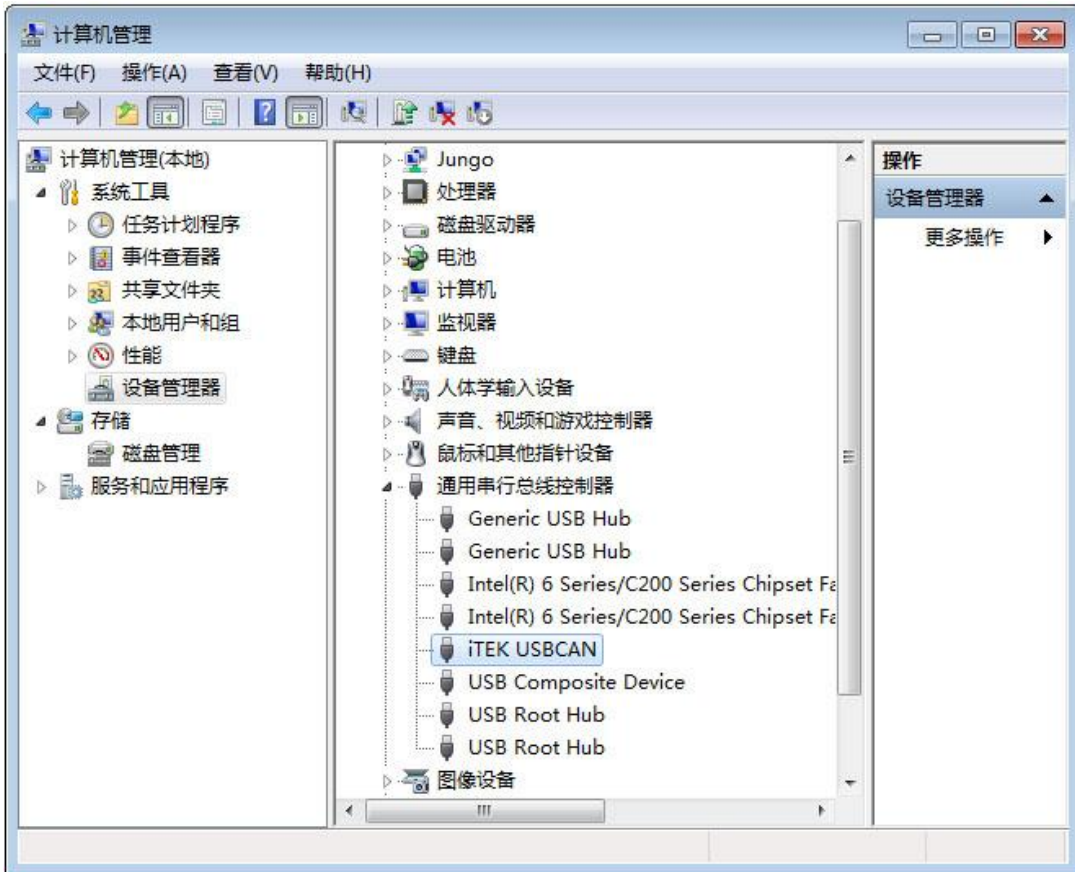 计算机管理
文件(F) 操作(A) 查看(V) 帮助(H)
计算机管理(本地)
系统工具
任务计划程序
事件查看器
共享文件夹
本地用户和组
性能
设备管理器
存储
磁盘管理
服务和应用程序
Jungo
处理器
磁盘驱动器
电池
计算机
监视器
键盘
人体学输入设备
声音、视频和游戏控制器
鼠标和其他指针设备
通用串行总线控制器
Generic USB Hub
Generic USB Hub
Intel(R) 6 Series/C200 Series Chipset Fa
Intel(R) 6 Series/C200 Series Chipset Fa
iTEK USBCAN
USB Composite Device
USB Root Hub
USB Root Hub
图像设备
操作
设备管理器
更多操作